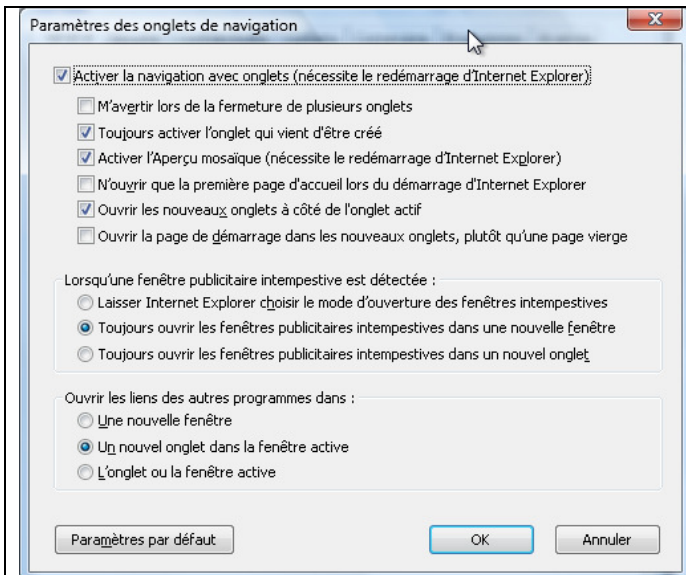 Paramètres des onglets de navigation
Activer la navigation avec onglets (nécessite le redémarrage d'Internet Explorer)
M'avertir lors de la fermeture de plusieurs onglets
Toujours activer l'onglet qui vient d'être créé
Activer l'Aperçu mosaïque (nécessite le redémarrage d'Internet Explorer)
N'ouvrir que la première page d'accueil lors du démarrage d'Internet Explorer
Ouvrir les nouveaux onglets à côté de l'onglet actif
Ouvrir la page de démarrage dans les nouveaux onglets, plutôt qu'une page vierge
Lorsqu'une fenêtre publicitaire intempestive est détectée :
Laisser Internet Explorer choisir le mode d'ouverture des fenêtres intempestives
Toujours ouvrir les fenêtres publicitaires intempestives dans une nouvelle fenêtre
Toujours ouvrir les fenêtres publicitaires intempestives dans un nouvel onglet
Ouvrir les liens des autres programmes dans :
Une nouvelle fenêtre
Un nouvel onglet dans la fenêtre active
L'onglet ou la fenêtre active
Paramètres par défaut
OK
Annuler